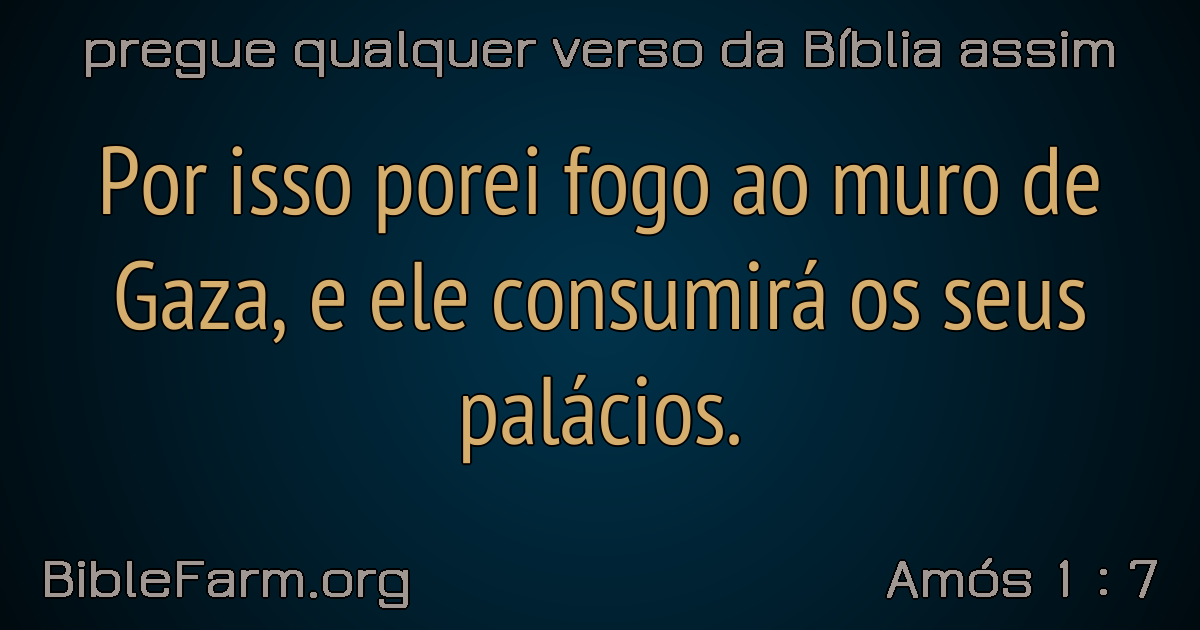 pregue qualquer verso da Bíblia assim
Por isso porei fogo ao muro de
Gaza, e ele consumirá os seus
palácios.
BibleFarm.org
Amós 1 : 7